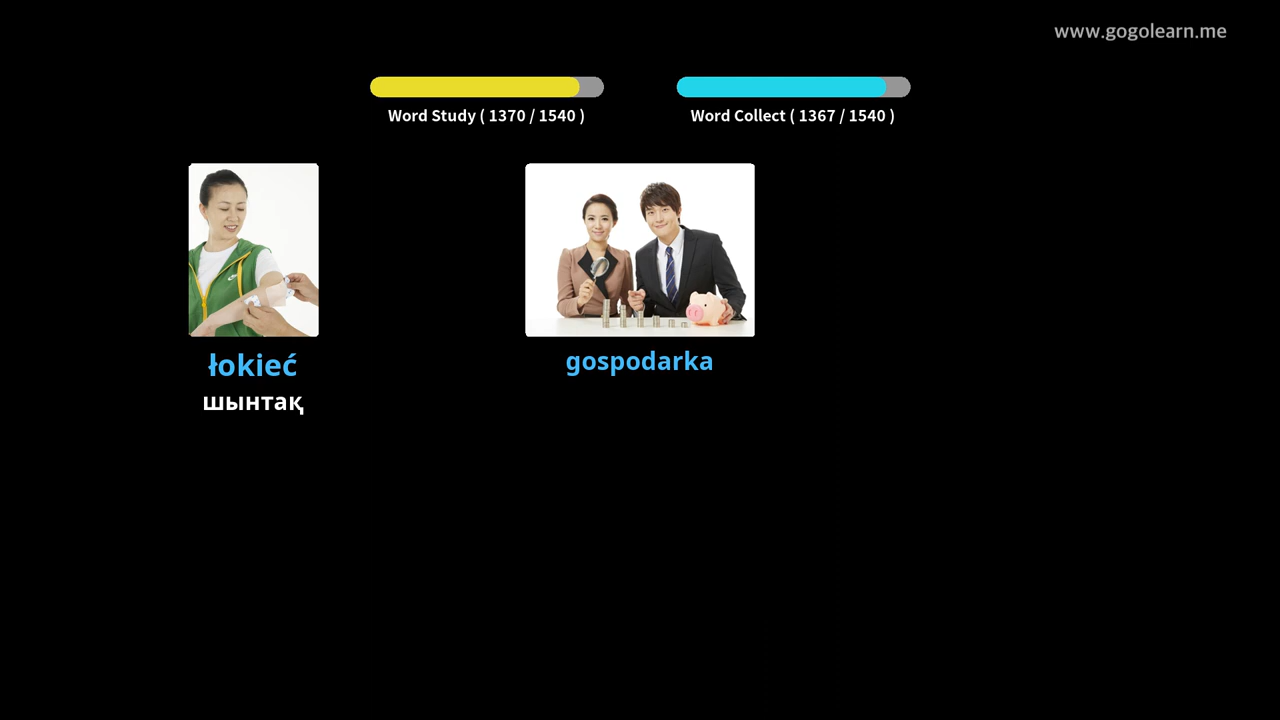 www.gogolearn.me
Word Study ( 1370 / 1540 )
Word Collect ( 1367 / 1540 )
łokieć
шынтақ
gospodarka